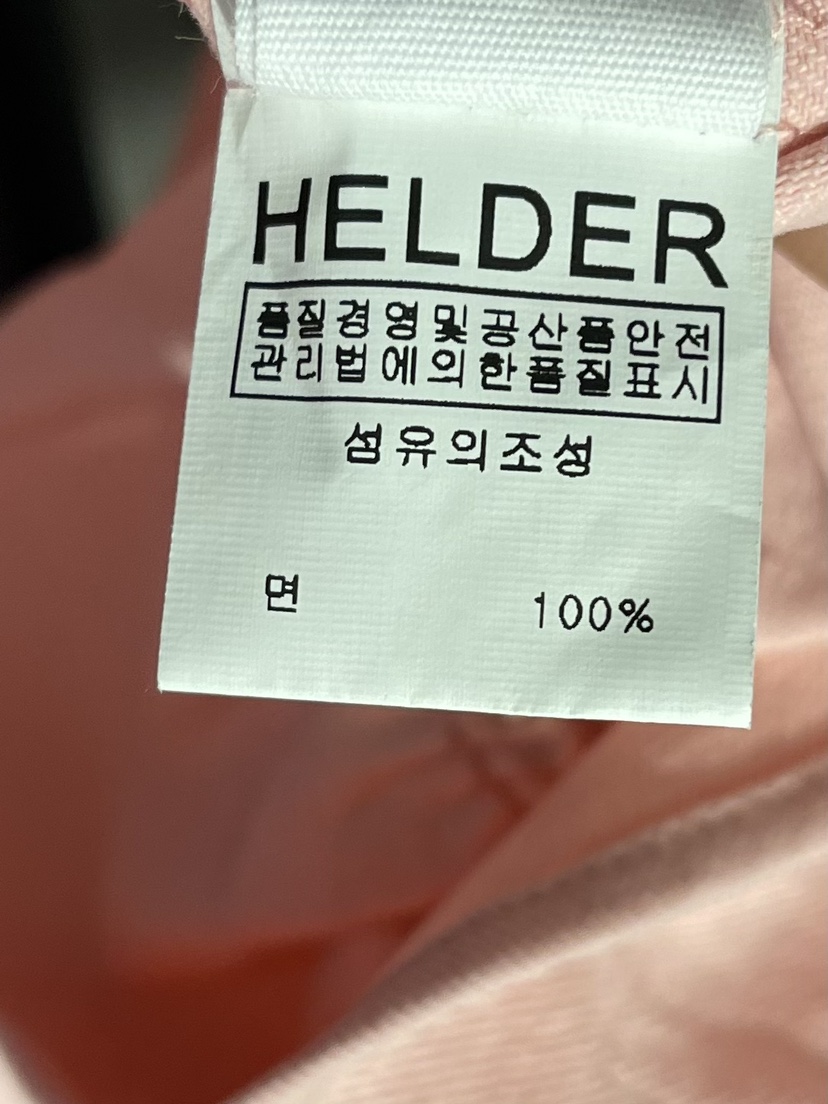 HELDER
품질경영및공산품안전
관리법에의한품질표시
섬유의조성
면 100%